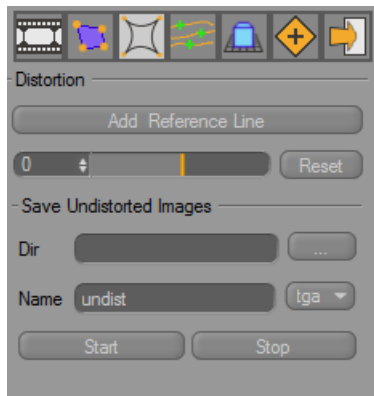 Distortion
Add Reference Line
0 Reset
Save Undistorted Images
Dir ...
Name undist tga
Start Stop